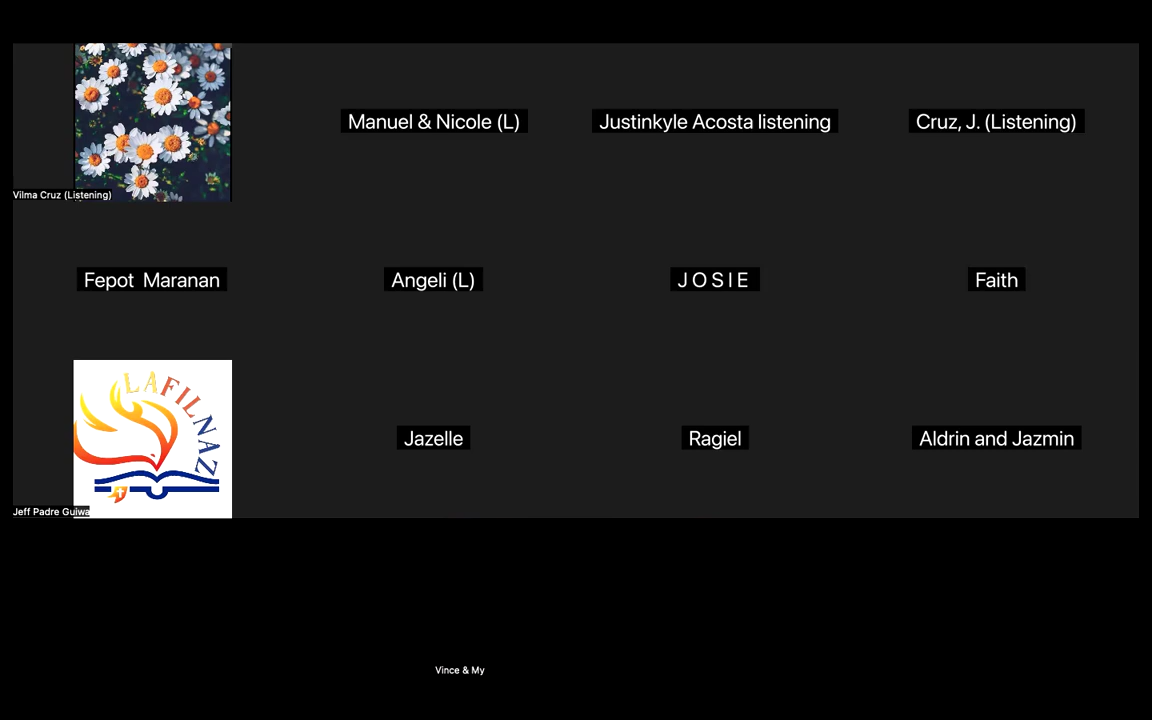 Vilma Cruz (Listening)
Manuel & Nicole (L)
Justinkyle Acosta listening
Cruz, J. (Listening)
Fepot Maranan
Angeli (L)
J O S I E
Faith
LAFILNAZ
Jeff Padre Guiwa
Jazelle
Ragiel
Aldrin and Jazmin
Vince & My